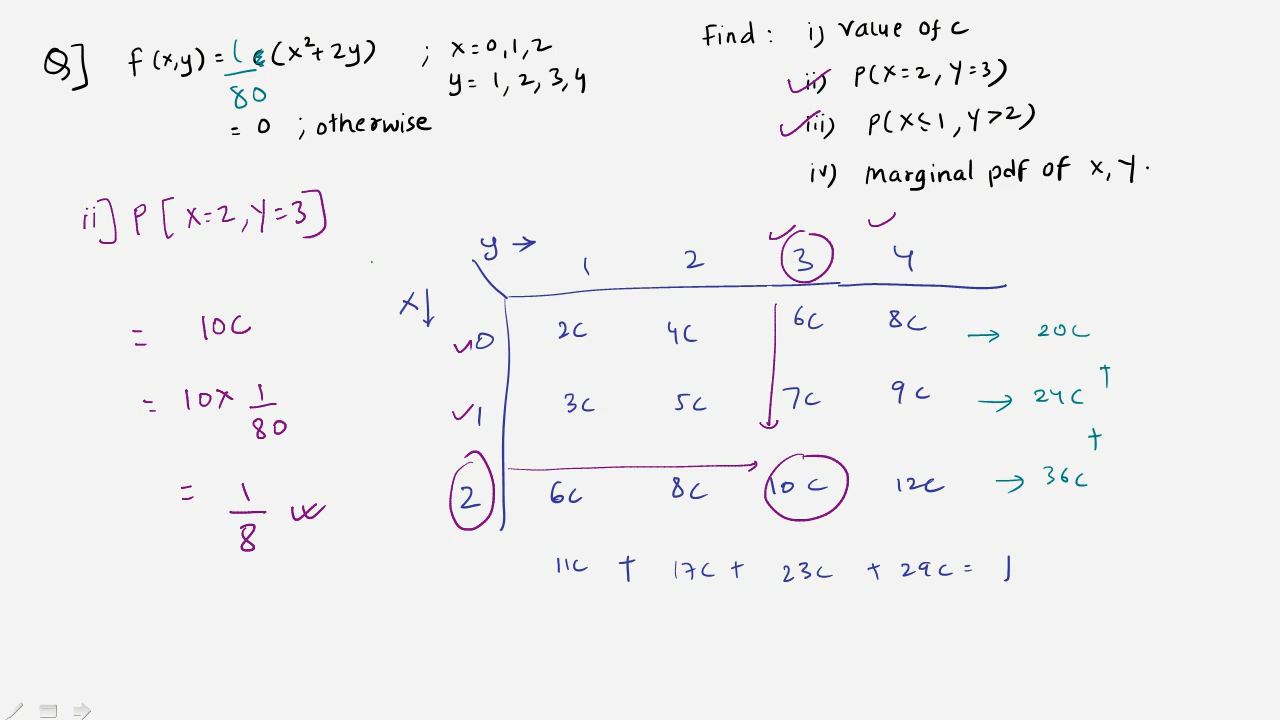 Q] f(x,y) = 1/80 c(x²+2y) ; x=0,1,2
y= 1, 2, 3, 4
= 0 ; otherwise
Find : i) value of c
ii) P(X=2, Y=3)
iii) P(X≤1, Y>2)
iv) marginal pdf of x, y.
ii] P[X=2, Y=3]
= 10C
= 10x 1/80
= 1/8
y →
1 2 3 4
x↓
0 2C 4C 6C 8C → 20C
+
1 3C 5C 7C 9C → 24C
+
2 6C 8C 10C 12C → 36C
11C + 17C + 23C + 29C = 1